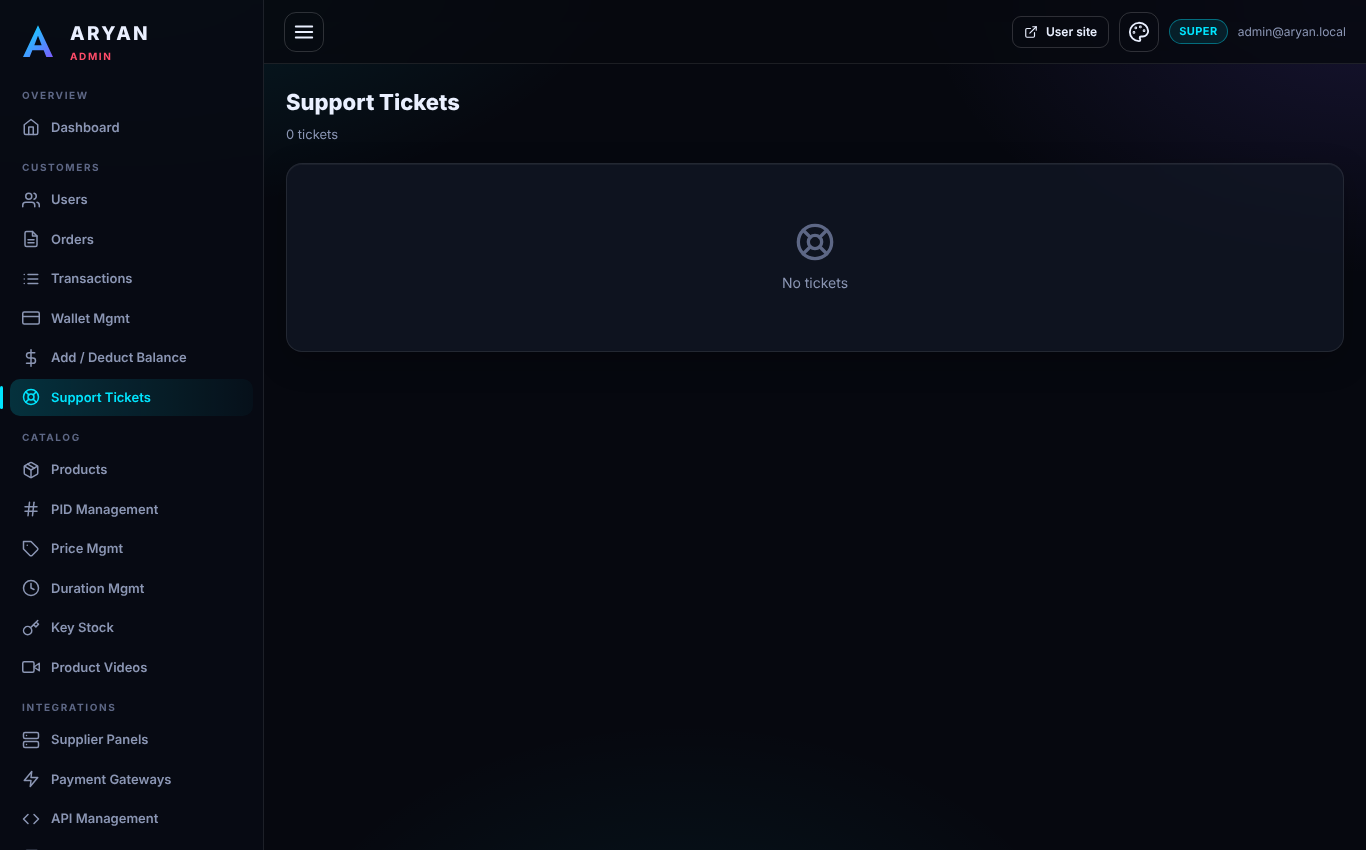 ARYAN
ADMIN
OVERVIEW
Dashboard
CUSTOMERS
Users
Orders
Transactions
Wallet Mgmt
Add / Deduct Balance
Support Tickets
CATALOG
Products
PID Management
Price Mgmt
Duration Mgmt
Key Stock
Product Videos
INTEGRATIONS
Supplier Panels
Payment Gateways
API Management
User site
SUPER
admin@aryan.local
Support Tickets
0 tickets
No tickets